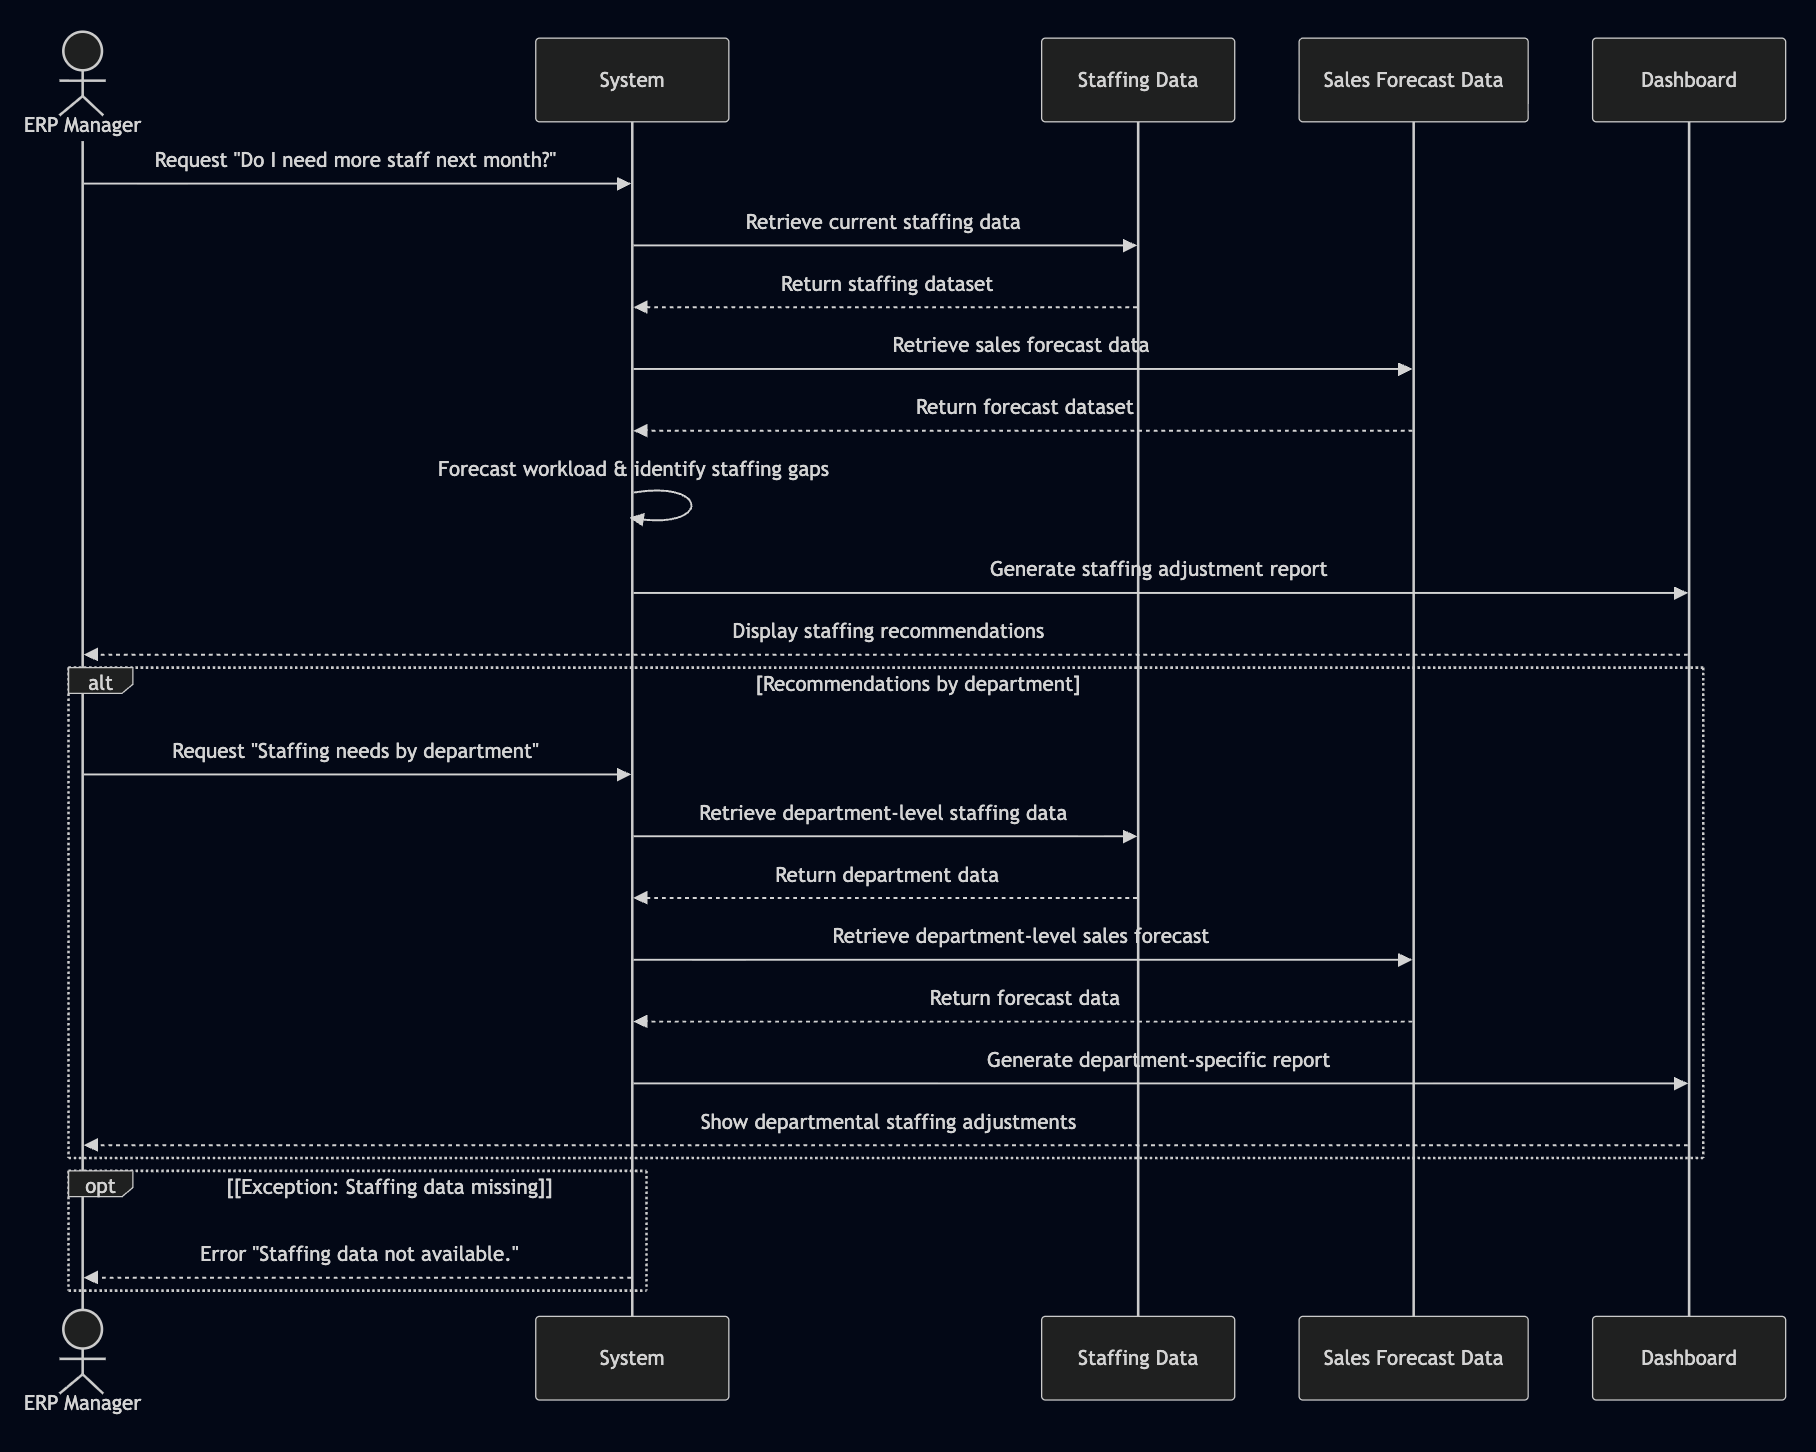 ERP Manager
System
Staffing Data
Sales Forecast Data
Dashboard
Request "Do I need more staff next month?"
Retrieve current staffing data
Return staffing dataset
Retrieve sales forecast data
Return forecast dataset
Forecast workload & identify staffing gaps
Generate staffing adjustment report
Display staffing recommendations
alt
[Recommendations by department]
Request "Staffing needs by department"
Retrieve department-level staffing data
Return department data
Retrieve department-level sales forecast
Return forecast data
Generate department-specific report
Show departmental staffing adjustments
opt
[[Exception: Staffing data missing]]
Error "Staffing data not available."
ERP Manager
System
Staffing Data
Sales Forecast Data
Dashboard